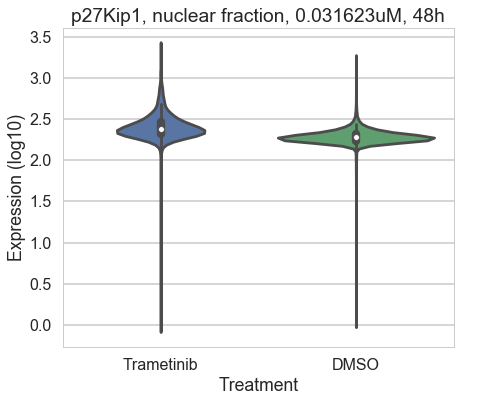 p27Kip1, nuclear fraction, 0.031623uM, 48h
3.5
3.0
2.5
2.0
1.5
1.0
0.5
0.0
Expression (log10)
Trametinib DMSO
Treatment